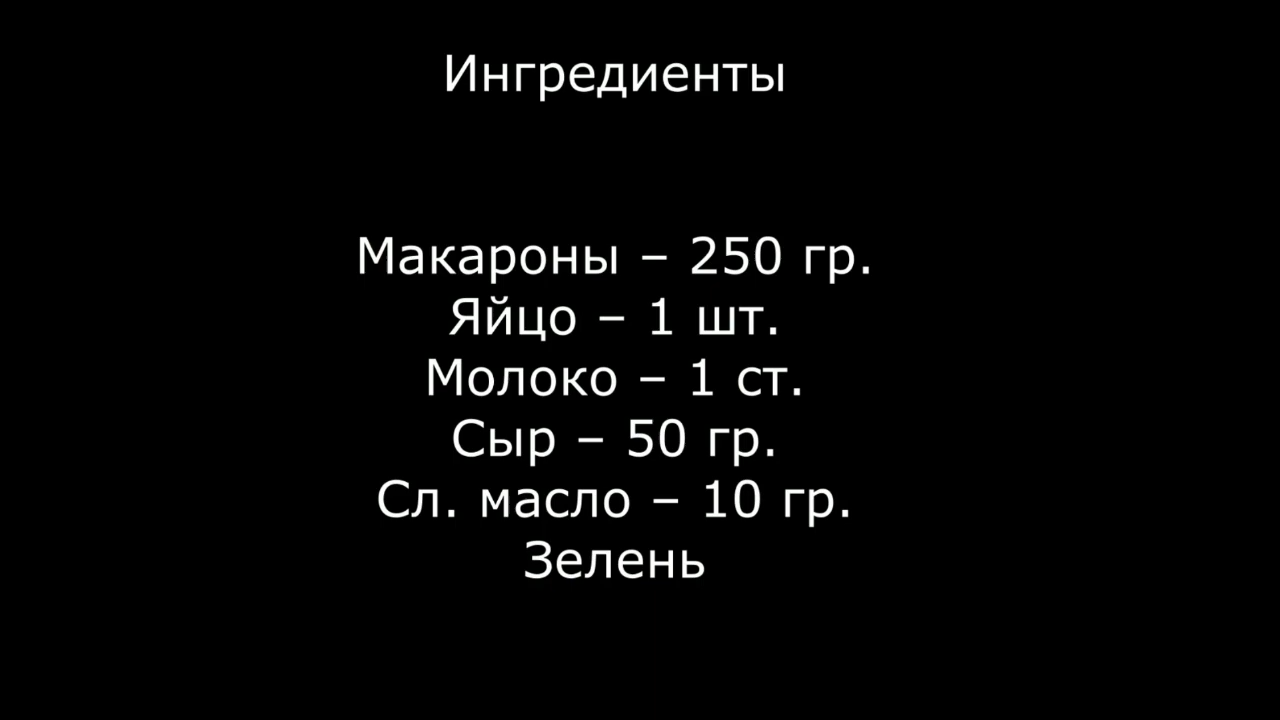 Ингредиенты
Макароны – 250 гр.
Яйцо – 1 шт.
Молоко – 1 ст.
Сыр – 50 гр.
Сл. масло – 10 гр.
Зелень